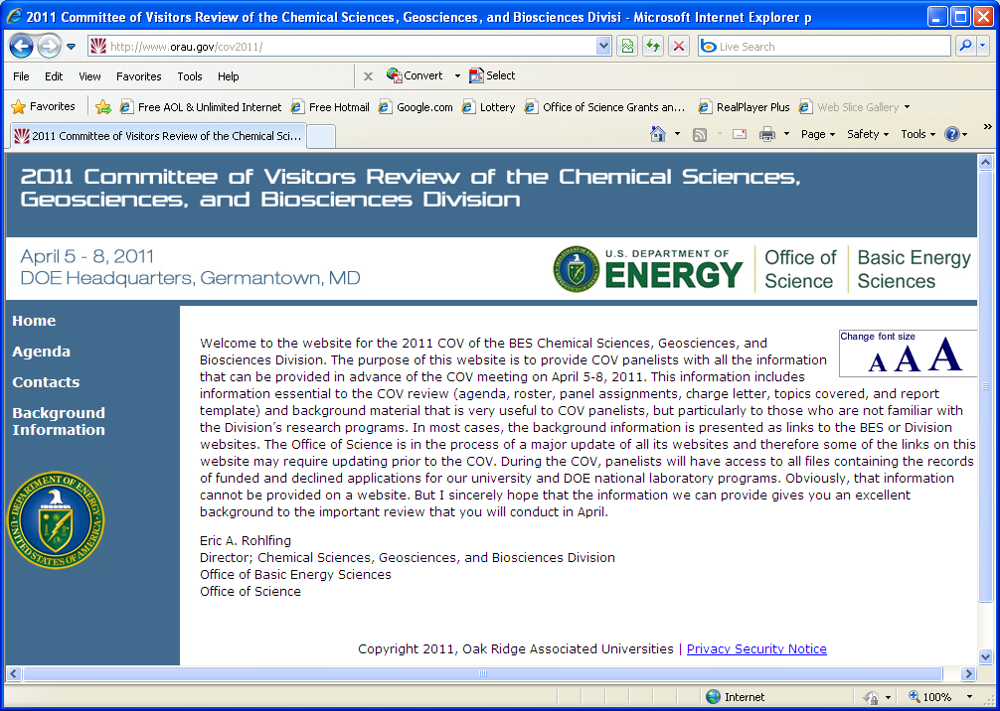 2011 Committee of Visitors Review of the Chemical Sciences, Geosciences, and Biosciences Divisi - Microsoft Internet Explorer p
http://www.orau.gov/cov2011/
Live Search
File Edit View Favorites Tools Help
Convert Select
Favorites Free AOL & Unlimited Internet Free Hotmail Google.com Lottery Office of Science Grants an... RealPlayer Plus Web Slice Gallery
2011 Committee of Visitors Review of the Chemical Sci...
Page Safety Tools
2011 Committee of Visitors Review of the Chemical Sciences,
Geosciences, and Biosciences Division
April 5 - 8, 2011
DOE Headquarters, Germantown, MD
U.S. DEPARTMENT OF
ENERGY
Office of
Science
Basic Energy
Sciences
Home
Agenda
Contacts
Background
Information
DEPARTMENT OF ENERGY
UNITED STATES OF AMERICA
Change font size
A A A
Welcome to the website for the 2011 COV of the BES Chemical Sciences, Geosciences, and
Biosciences Division. The purpose of this website is to provide COV panelists with all the information
that can be provided in advance of the COV meeting on April 5-8, 2011. This information includes
information essential to the COV review (agenda, roster, panel assignments, charge letter, topics covered, and report
template) and background material that is very useful to COV panelists, but particularly to those who are not familiar with
the Division's research programs. In most cases, the background information is presented as links to the BES or Division
websites. The Office of Science is in the process of a major update of all its websites and therefore some of the links on this
website may require updating prior to the COV. During the COV, panelists will have access to all files containing the records
of funded and declined applications for our university and DOE national laboratory programs. Obviously, that information
cannot be provided on a website. But I sincerely hope that the information we can provide gives you an excellent
background to the important review that you will conduct in April.
Eric A. Rohlfing
Director; Chemical Sciences, Geosciences, and Biosciences Division
Office of Basic Energy Sciences
Office of Science
Copyright 2011, Oak Ridge Associated Universities | Privacy Security Notice
Internet
100%